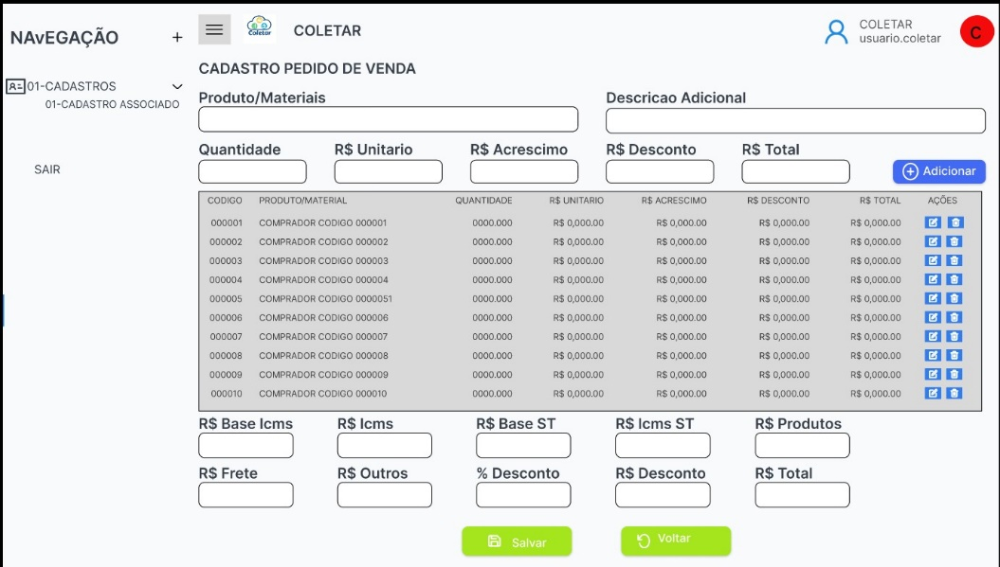 NAvEGAÇÃO +
01-CADASTROS
01-CADASTRO ASSOCIADO
SAIR
Coletar
COLETAR
COLETAR
usuario.coletar
C
CADASTRO PEDIDO DE VENDA
Produto/Materiais Descricao Adicional
Quantidade R$ Unitario R$ Acrescimo R$ Desconto R$ Total
Adicionar
CODIGO PRODUTO/MATERIAL QUANTIDADE R$ UNITARIO R$ ACRESCIMO R$ DESCONTO R$ TOTAL AÇÕES
000001 COMPRADOR CODIGO 000001 0000.000 R$ 0,000.00 R$ 0,000.00 R$ 0,000.00 R$ 0,000.00
000002 COMPRADOR CODIGO 000002 0000.000 R$ 0,000.00 R$ 0,000.00 R$ 0,000.00 R$ 0,000.00
000003 COMPRADOR CODIGO 000003 0000.000 R$ 0,000.00 R$ 0,000.00 R$ 0,000.00 R$ 0,000.00
000004 COMPRADOR CODIGO 000004 0000.000 R$ 0,000.00 R$ 0,000.00 R$ 0,000.00 R$ 0,000.00
000005 COMPRADOR CODIGO 0000051 0000.000 R$ 0,000.00 R$ 0,000.00 R$ 0,000.00 R$ 0,000.00
000006 COMPRADOR CODIGO 000006 0000.000 R$ 0,000.00 R$ 0,000.00 R$ 0,000.00 R$ 0,000.00
000007 COMPRADOR CODIGO 000007 0000.000 R$ 0,000.00 R$ 0,000.00 R$ 0,000.00 R$ 0,000.00
000008 COMPRADOR CODIGO 000008 0000.000 R$ 0,000.00 R$ 0,000.00 R$ 0,000.00 R$ 0,000.00
000009 COMPRADOR CODIGO 000009 0000.000 R$ 0,000.00 R$ 0,000.00 R$ 0,000.00 R$ 0,000.00
000010 COMPRADOR CODIGO 000010 0000.000 R$ 0,000.00 R$ 0,000.00 R$ 0,000.00 R$ 0,000.00
R$ Base Icms R$ Icms R$ Base ST R$ Icms ST R$ Produtos
R$ Frete R$ Outros % Desconto R$ Desconto R$ Total
Salvar Voltar